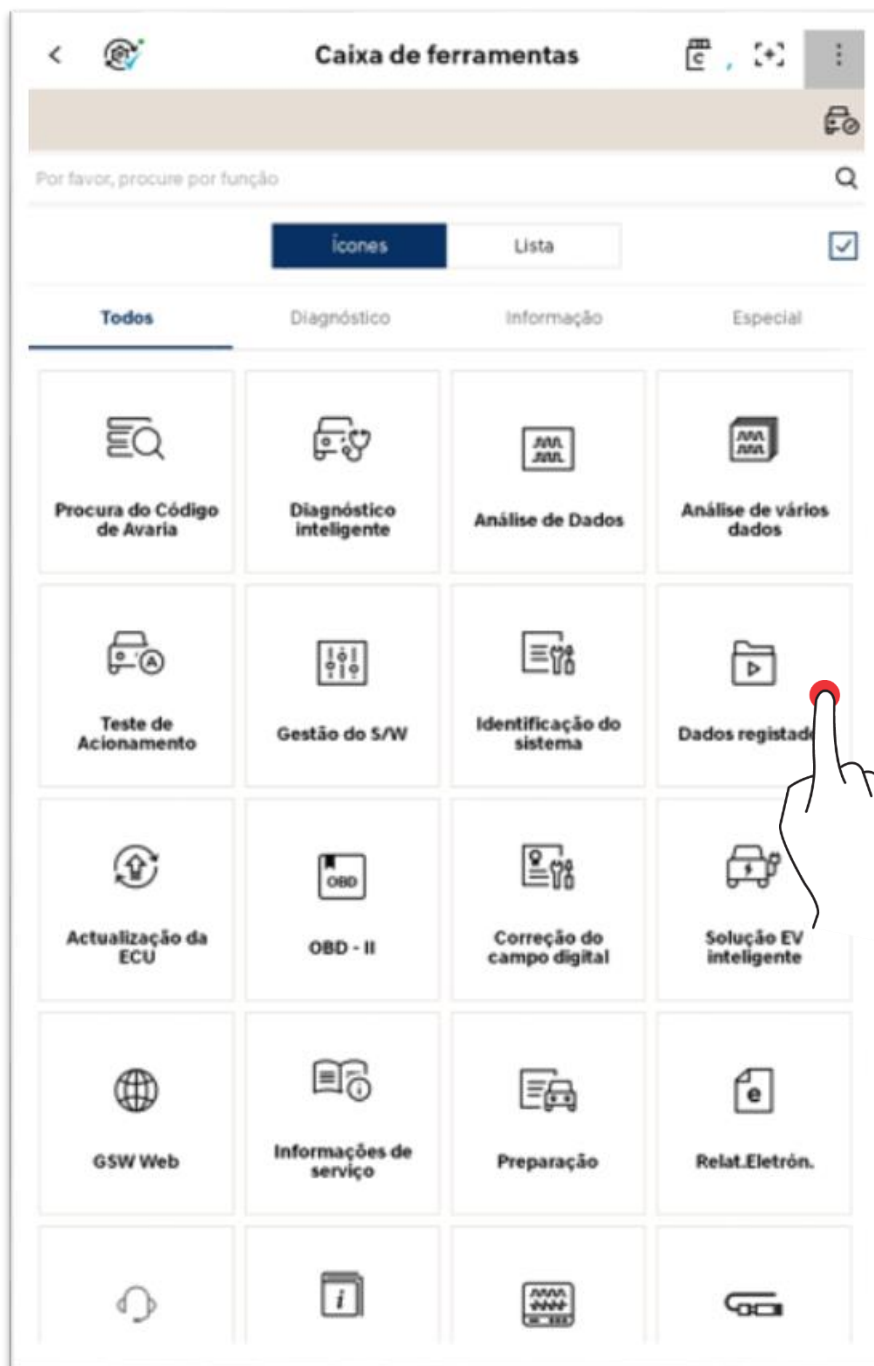 Caixa de ferramentas
C
Por favor, procure por função
Ícones
Lista
Todos
Diagnóstico
Informação
Especial
Procura do Código
de Avaria
Diagnóstico
inteligente
Análise de Dados
Análise de vários
dados
A
Teste de
Acionamento
Gestão do S/W
Identificação do
sistema
Dados registado
Actualização da
ECU
OBD
OBD - II
Correção do
campo digital
Solução EV
inteligente
GSW Web
i
Informações de
serviço
Preparação
e
Relat.Eletrón.
i